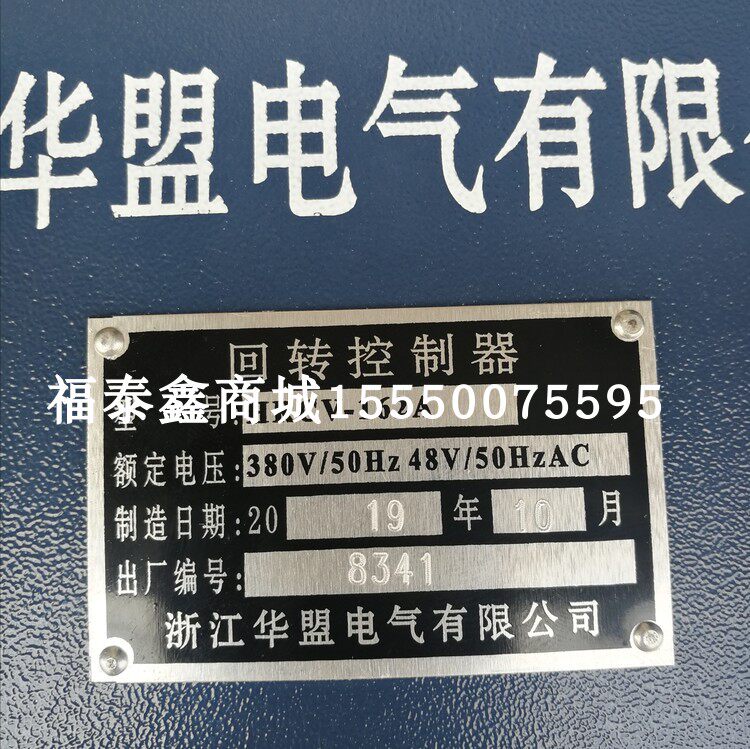 华盟电气有限
回转控制器
福泰鑫商城15550075595
型 号:
额定电压:380V/50Hz 48V/50HzAC
制造日期:20 19 年 10 月
出厂编号: 8341
浙江华盟电气有限公司